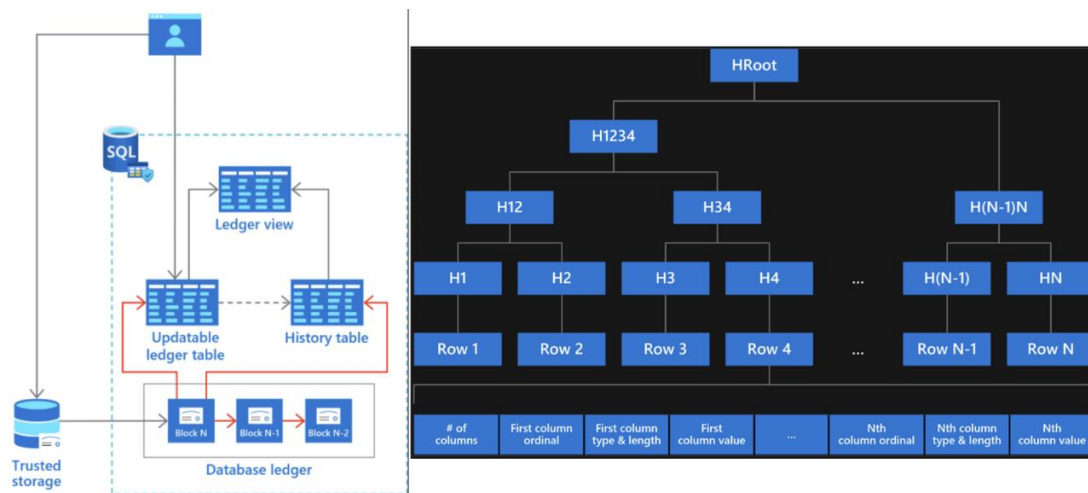 SQL
Ledger view
Updatable
ledger table
History table
Block N
Block N-1
Block N-2
Database ledger
Trusted
storage
HRoot
H1234
H12
H34
H(N-1)N
H1
H2
H3
H4
...
H(N-1)
HN
Row 1
Row 2
Row 3
Row 4
...
Row N-1
Row N
# of
columns
First column
ordinal
First column
type & length
First
column value
...
Nth
column ordinal
Nth column
type & length
Nth
column value